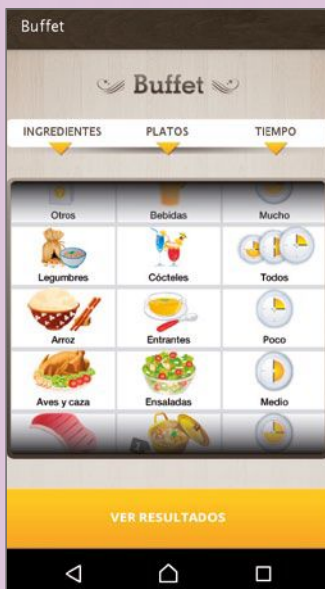 Buffet
Buffet
INGREDIENTES PLATOS TIEMPO
Otros Bebidas Mucho
Legumbres Cócteles Todos
Arroz Entrantes Poco
Aves y caza Ensaladas Medio
VER RESULTADOS